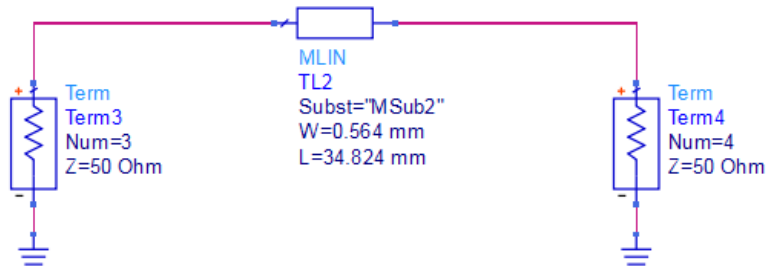 MLIN
TL2
Subst="MSub2"
W=0.564 mm
L=34.824 mm
+
Term
Term3
Num=3
Z=50 Ohm
-
+
Term
Term4
Num=4
Z=50 Ohm
-